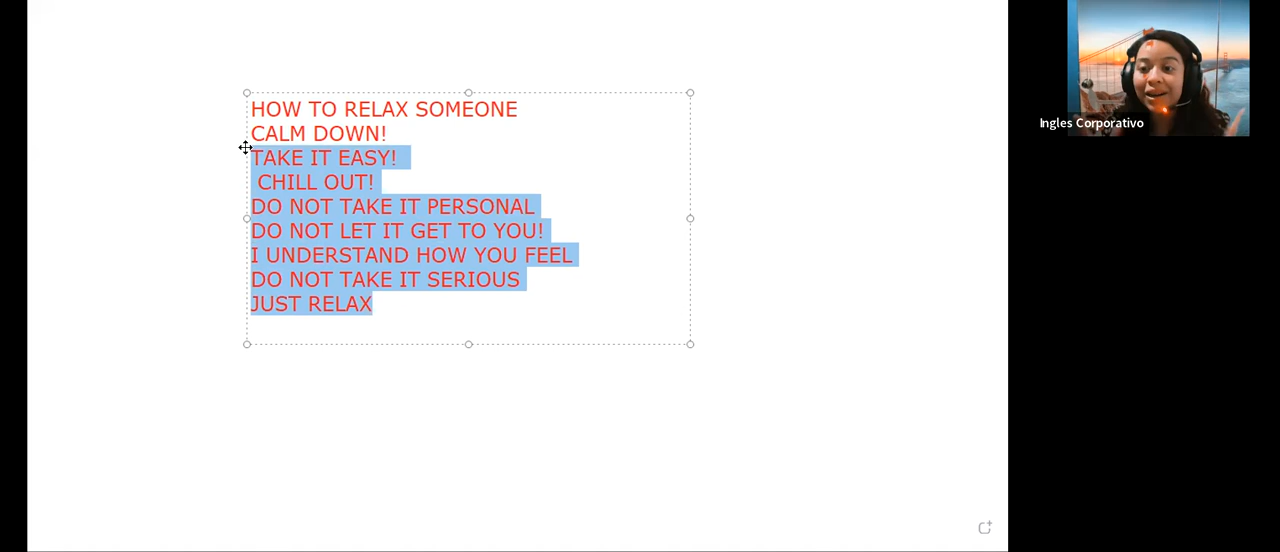 HOW TO RELAX SOMEONE
CALM DOWN!
TAKE IT EASY!
CHILL OUT!
DO NOT TAKE IT PERSONAL
DO NOT LET IT GET TO YOU!
I UNDERSTAND HOW YOU FEEL
DO NOT TAKE IT SERIOUS
JUST RELAX
Ingles Corporativo